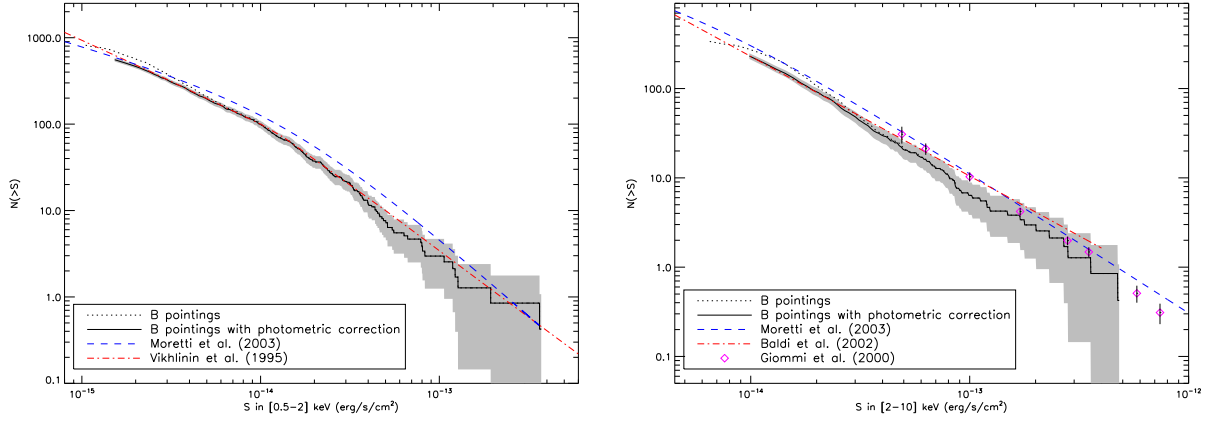 1000.0
100.0
10.0
1.0
0.1
N(>S)
B pointings
B pointings with photometric correction
Moretti et al. (2003)
Vikhlinin et al. (1995)
10⁻¹⁵
10⁻¹⁴
10⁻¹³
S in [0.5−2] keV (erg/s/cm²)
100.0
10.0
1.0
0.1
N(>S)
B pointings
B pointings with photometric correction
Moretti et al. (2003)
Baldi et al. (2002)
Giommi et al. (2000)
10⁻¹⁴
10⁻¹³
10⁻¹²
S in [2−10] keV (erg/s/cm²)